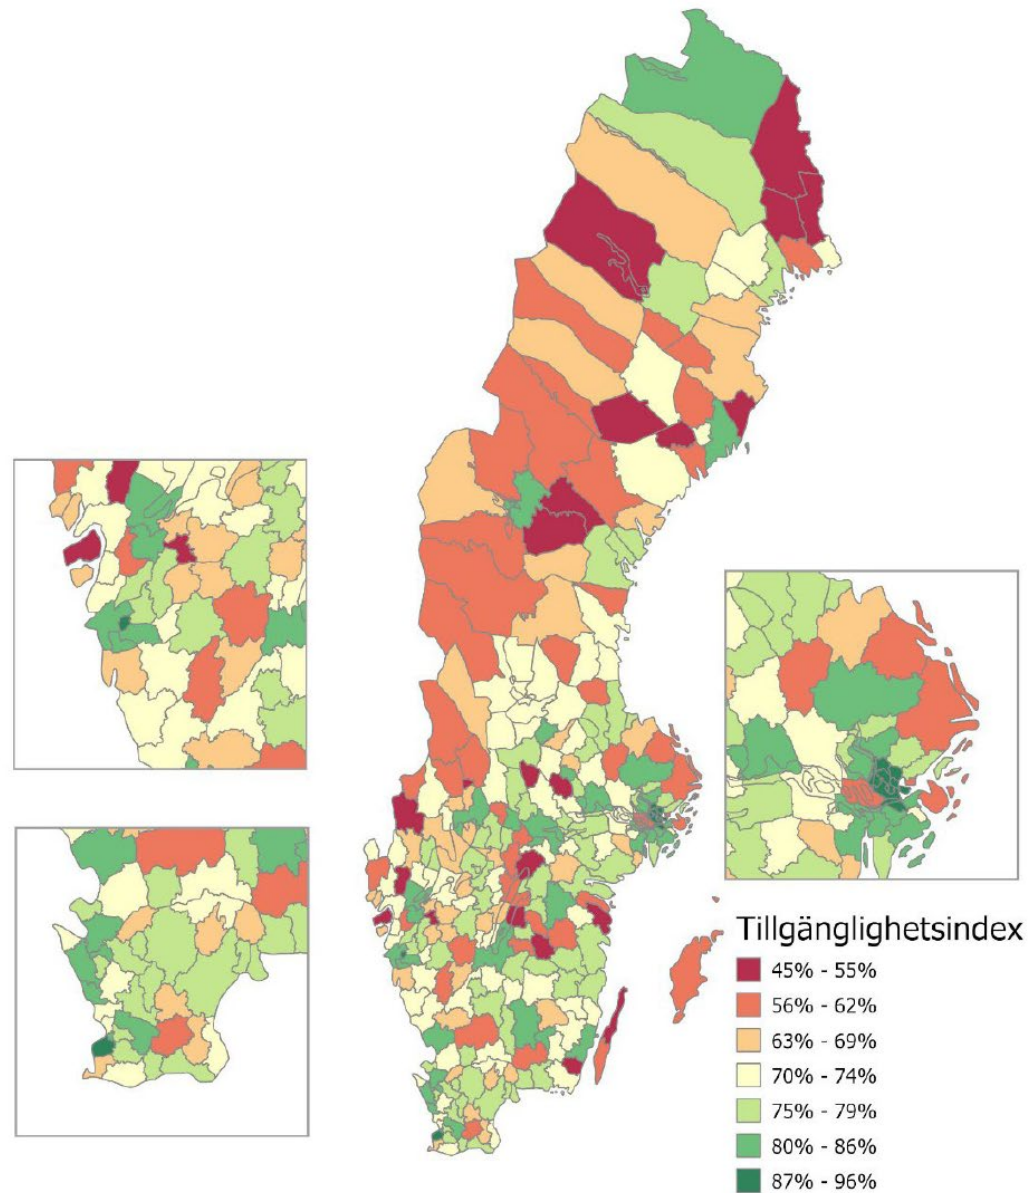 Tillgänglighetsindex
45% - 55%
56% - 62%
63% - 69%
70% - 74%
75% - 79%
80% - 86%
87% - 96%